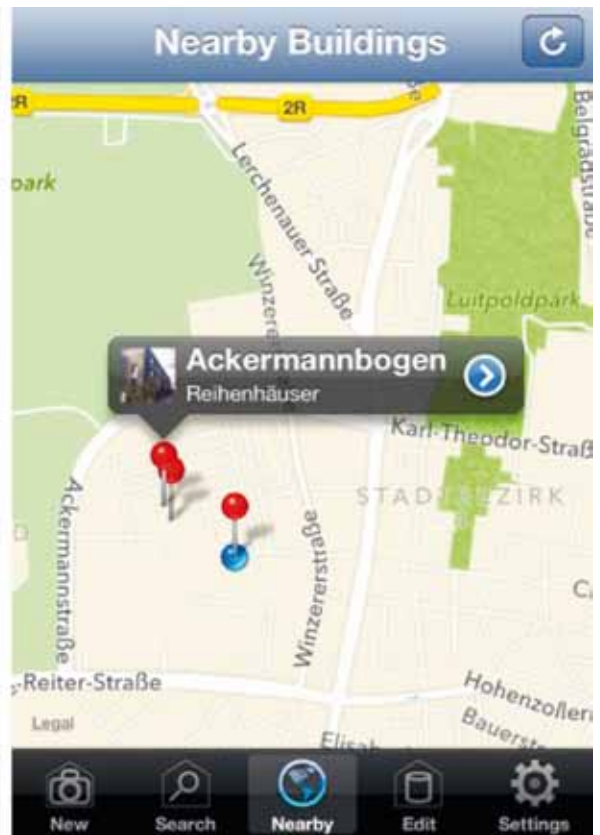 Nearby Buildings
2R
2R
park
Lerchenauer Straße
Belgradstraße
Luitpoldpark
Ackermannbogen
Reihenhäuser
Karl-Theodor-Straß
STADTBEZIRK
Ackermannstraße
Winzererstraße
-Reiter-Straße
Hohenzollern
Legal
Bauerst
New
Search
Nearby
Edit
Settings